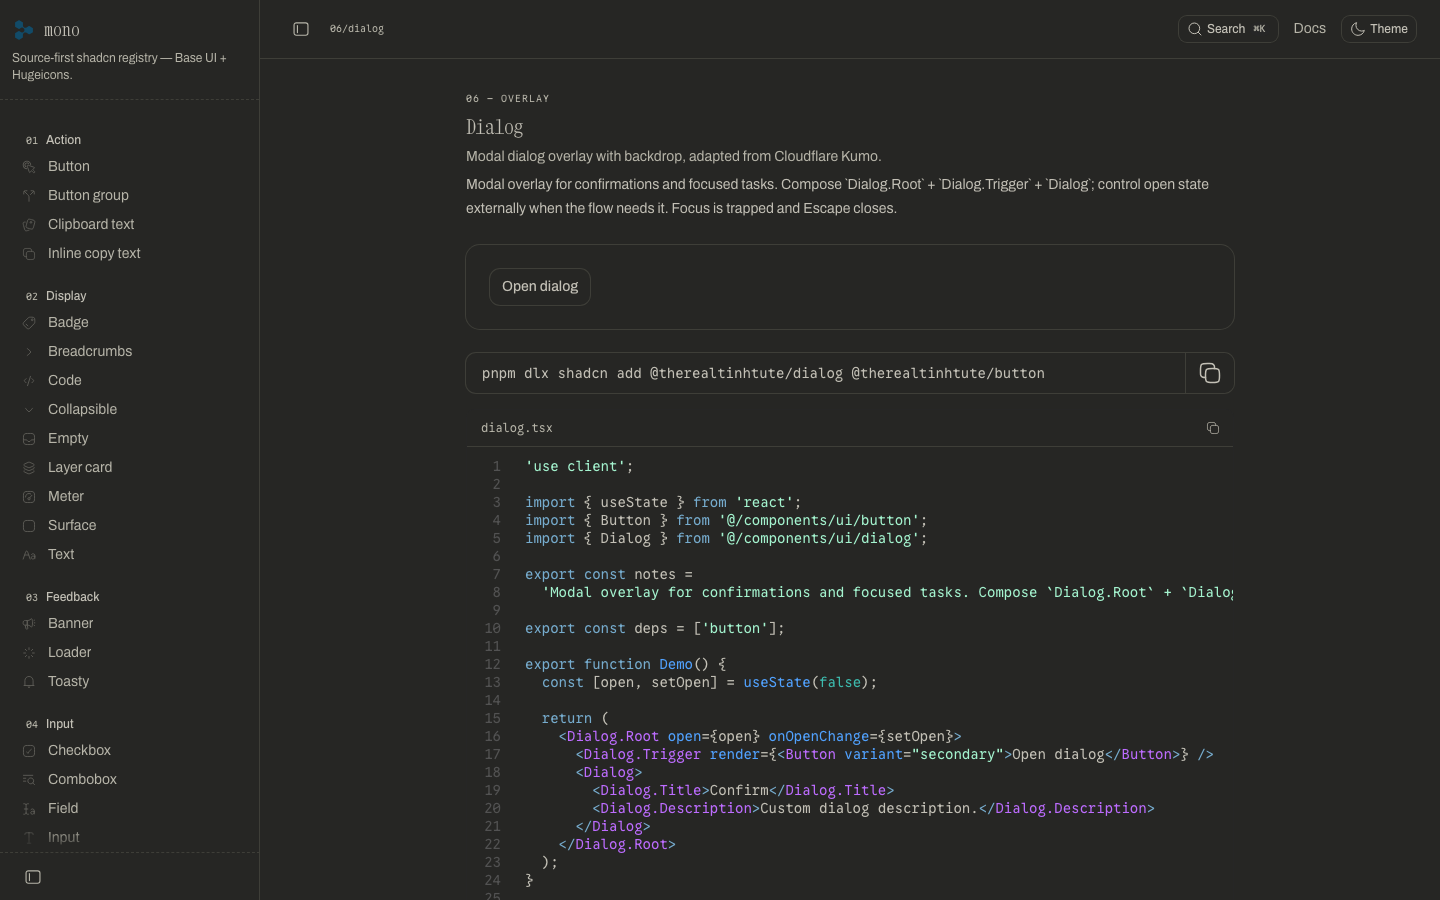 mono
Source-first shadcn registry — Base UI +
Hugeicons.
01 Action
Button
Button group
Clipboard text
Inline copy text
02 Display
Badge
Breadcrumbs
Code
Collapsible
Empty
Layer card
Meter
Surface
Text
03 Feedback
Banner
Loader
Toasty
04 Input
Checkbox
Combobox
Field
Input
06/dialog
Search ⌘K
Docs
Theme
06 — OVERLAY
Dialog
Modal dialog overlay with backdrop, adapted from Cloudflare Kumo.
Modal overlay for confirmations and focused tasks. Compose `Dialog.Root` + `Dialog.Trigger` + `Dialog`; control open state
externally when the flow needs it. Focus is trapped and Escape closes.
Open dialog
pnpm dlx shadcn add @therealtinhtute/dialog @therealtinhtute/button
dialog.tsx
1 'use client';
2
3 import { useState } from 'react';
4 import { Button } from '@/components/ui/button';
5 import { Dialog } from '@/components/ui/dialog';
6
7 export const notes =
8 'Modal overlay for confirmations and focused tasks. Compose `Dialog.Root` + `Dialog
9
10 export const deps = ['button'];
11
12 export function Demo() {
13 const [open, setOpen] = useState(false);
14
15 return (
16 <Dialog.Root open={open} onOpenChange={setOpen}>
17 <Dialog.Trigger render={<Button variant="secondary">Open dialog</Button>} />
18 <Dialog>
19 <Dialog.Title>Confirm</Dialog.Title>
20 <Dialog.Description>Custom dialog description.</Dialog.Description>
21 </Dialog>
22 </Dialog.Root>
23 );
24 }
25